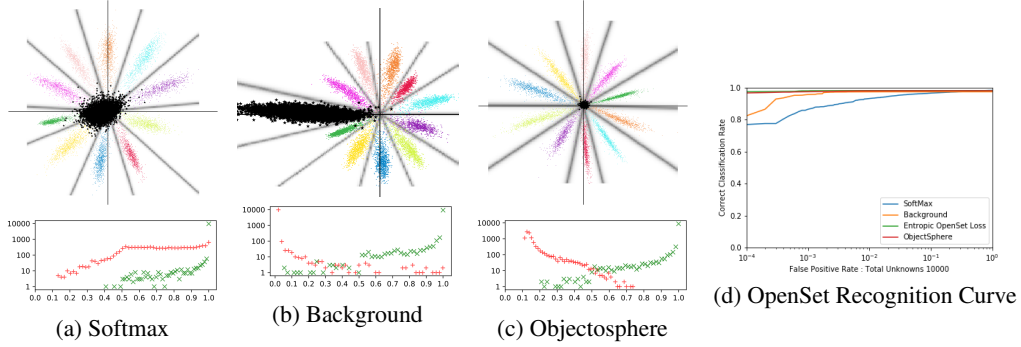 10000
1000
100
10
1
0.0 0.1 0.2 0.3 0.4 0.5 0.6 0.7 0.8 0.9 1.0
(a) Softmax
10000
1000
100
10
1
0.0 0.1 0.2 0.3 0.4 0.5 0.6 0.7 0.8 0.9 1.0
(b) Background
10000
1000
100
10
1
0.0 0.1 0.2 0.3 0.4 0.5 0.6 0.7 0.8 0.9 1.0
(c) Objectosphere
Correct Classification Rate
1.0
0.8
0.6
0.4
0.2
0.0
SoftMax
Background
Entropic OpenSet Loss
ObjectSphere
10⁻⁴ 10⁻³ 10⁻² 10⁻¹ 10⁰
False Positive Rate : Total Unknowns 10000
(d) OpenSet Recognition Curve